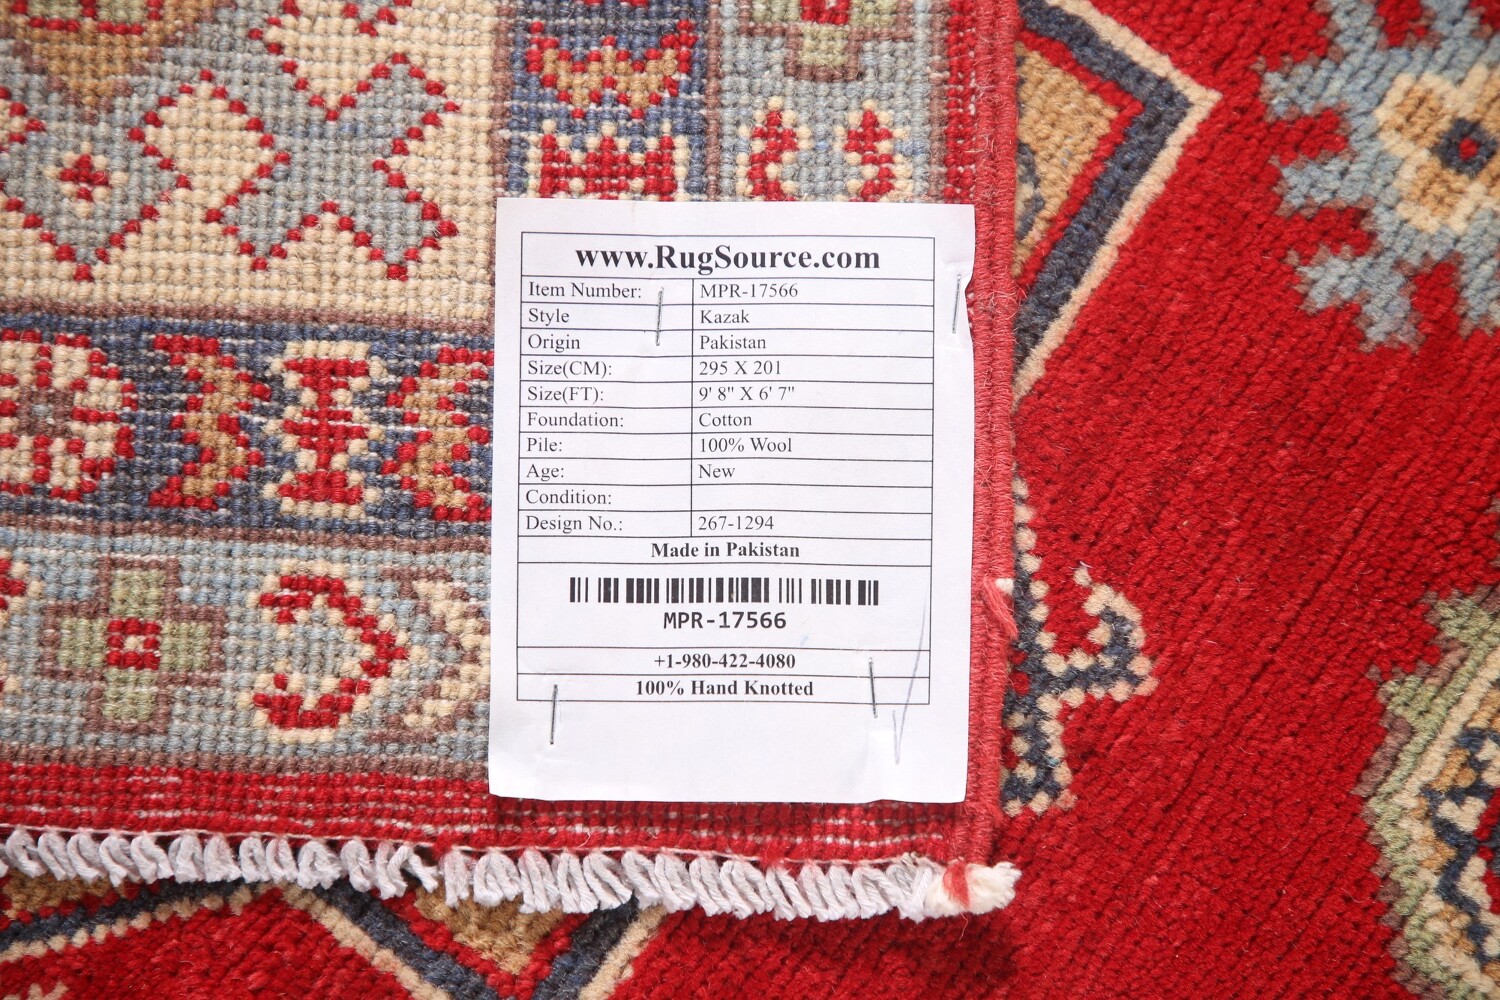 www.RugSource.com
Item Number: MPR-17566
Style Kazak
Origin Pakistan
Size(CM): 295 X 201
Size(FT): 9' 8" X 6' 7"
Foundation: Cotton
Pile: 100% Wool
Age: New
Condition:
Design No.: 267-1294
Made in Pakistan
MPR-17566
+1-980-422-4080
100% Hand Knotted